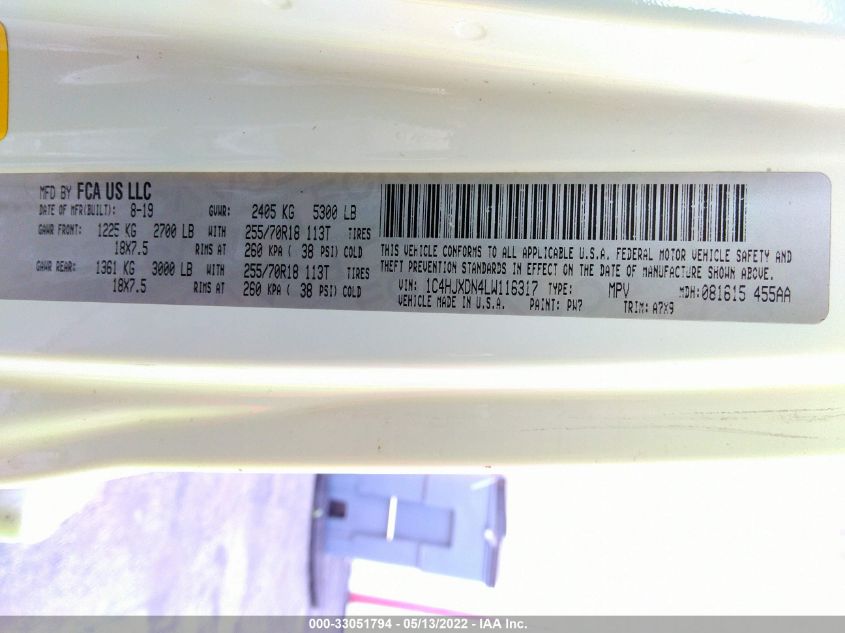 MFD BY FCA US LLC
DATE OF MFR(BUILT): 8-19 GVWR: 2405 KG 5300 LB
GAWR FRONT: 1225 KG 2700 LB WITH 255/70R18 113T TIRES
18X7.5 RIMS AT 260 KPA ( 38 PSI) COLD
GAWR REAR: 1361 KG 3000 LB WITH 255/70R18 113T TIRES
18X7.5 RIMS AT 260 KPA ( 38 PSI) COLD
THIS VEHICLE CONFORMS TO ALL APPLICABLE U.S.A. FEDERAL MOTOR VEHICLE SAFETY AND
THEFT PREVENTION STANDARDS IN EFFECT ON THE DATE OF MANUFACTURE SHOWN ABOVE.
VIN: 1C4HJXDN4LW116317 TYPE: MPV MDH: 081615 455AA
VEHICLE MADE IN U.S.A. PAINT: PW7 TRIM: A7X9
000-33051794 - 05/13/2022 - IAA Inc.